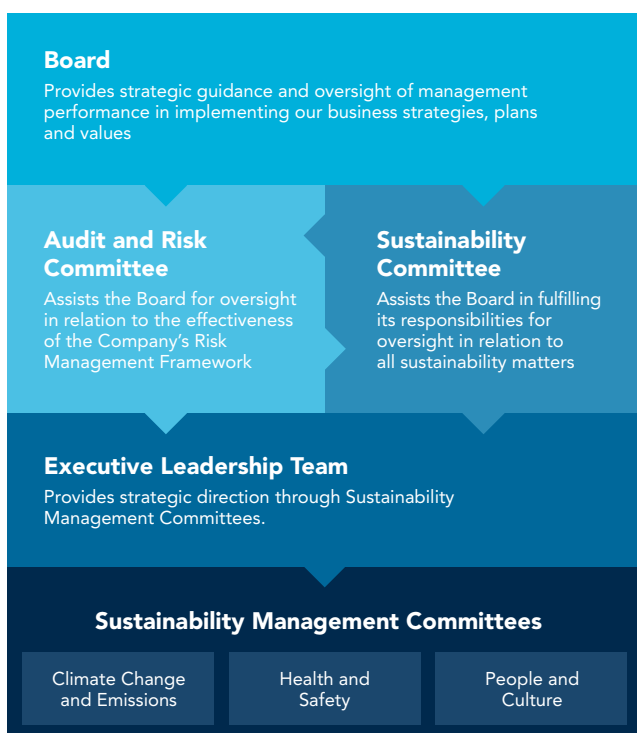 Board
Provides strategic guidance and oversight of management
performance in implementing our business strategies, plans
and values
Audit and Risk
Committee
Assists the Board for oversight
in relation to the effectiveness
of the Company's Risk
Management Framework
Sustainability
Committee
Assists the Board in fulfilling
its responsibilities for
oversight in relation to
all sustainability matters
Executive Leadership Team
Provides strategic direction through Sustainability
Management Committees.
Sustainability Management Committees
Climate Change
and Emissions
Health and
Safety
People and
Culture